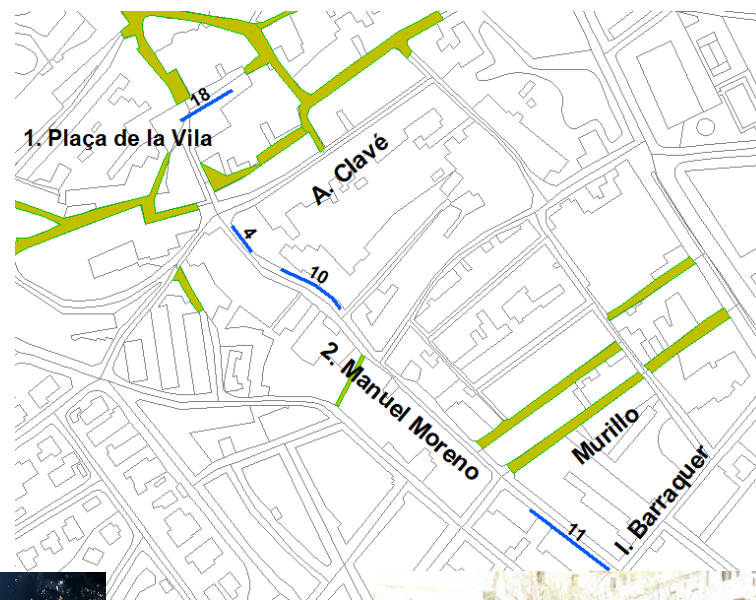 18
1. Plaça de la Vila
A. Clavé
4
10
2. Manuel Moreno
Murillo
I. Barraquer
11